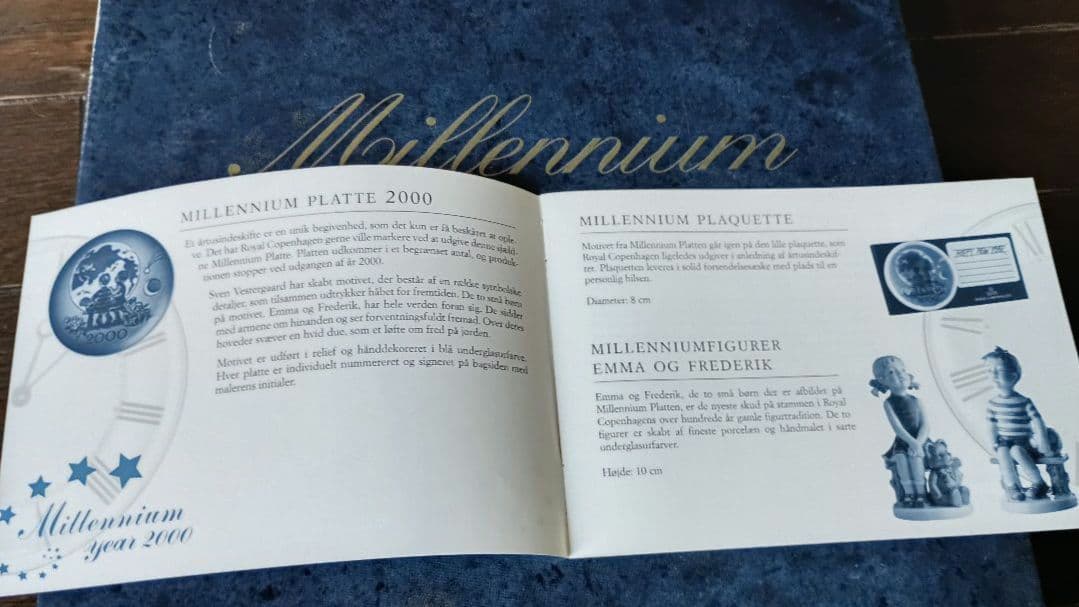 Millennium
MILLENNIUM PLATTE 2000
Et årtusindeskifte er en unik begivenhed, som det kun er få beskåret at ople-
ve. Det har Royal Copenhagen gerne ville markere ved at udgive denne sjæld-
ne Millennium Platte. Platten udkommer i et begrænset antal, og produk-
tionen stopper ved udgangen af år 2000.
Sven Vestergaard har skabt motivet, der består af en række symbolske
detaljer, som tilsammen udtrykker håbet for fremtiden. De to små børn
på motivet, Emma og Frederik, har hele verden foran sig. De sidder
med armene om hinanden og ser forventningsfuldt fremad. Over deres
hoveder svæver en hvid due, som et løfte om fred på jorden.
Motivet er udført i relief og hånddekoreret i blå underglasurfarve.
Hver platte er individuelt nummereret og signeret på bagsiden med
malerens initialer.
2000
Millennium
year 2000
MILLENNIUM PLAQUETTE
Motivet fra Millennium Platten går igen på den lille plaquette, som
Royal Copenhagen ligeledes udgiver i anledning af årtusindeskif-
tet. Plaquetten leveres i solid forsendelsesæske med plads til en
personlig hilsen.
Diameter: 8 cm
MILLENNIUMFIGURER
EMMA OG FREDERIK
Emma og Frederik, de to små børn der er afbildet på
Millennium Platten, er de nyeste skud på stammen i Royal
Copenhagens over hundrede år gamle figurtradition. De to
figurer er skabt af fineste porcelæn og håndmalet i sarte
underglasurfarver.
Højde: 10 cm